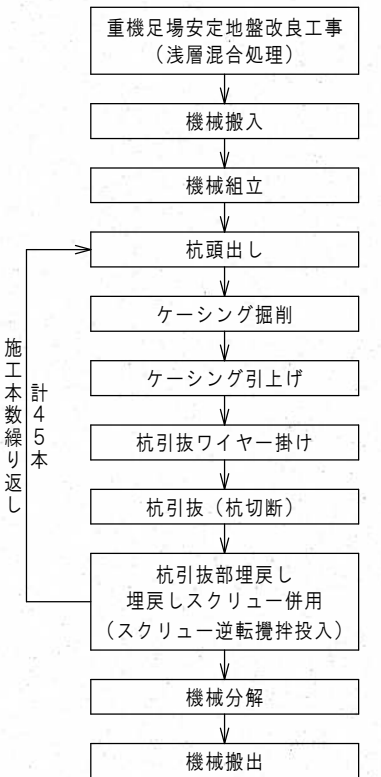 重機足場安定地盤改良工事
（浅層混合処理）
機械搬入
機械組立
杭頭出し
ケーシング掘削
ケーシング引上げ
杭引抜ワイヤー掛け
杭引抜（杭切断）
杭引抜部埋戻し
埋戻しスクリュー併用
（スクリュー逆転攪拌投入）
機械分解
機械搬出
施工本数繰り返し
計４５本